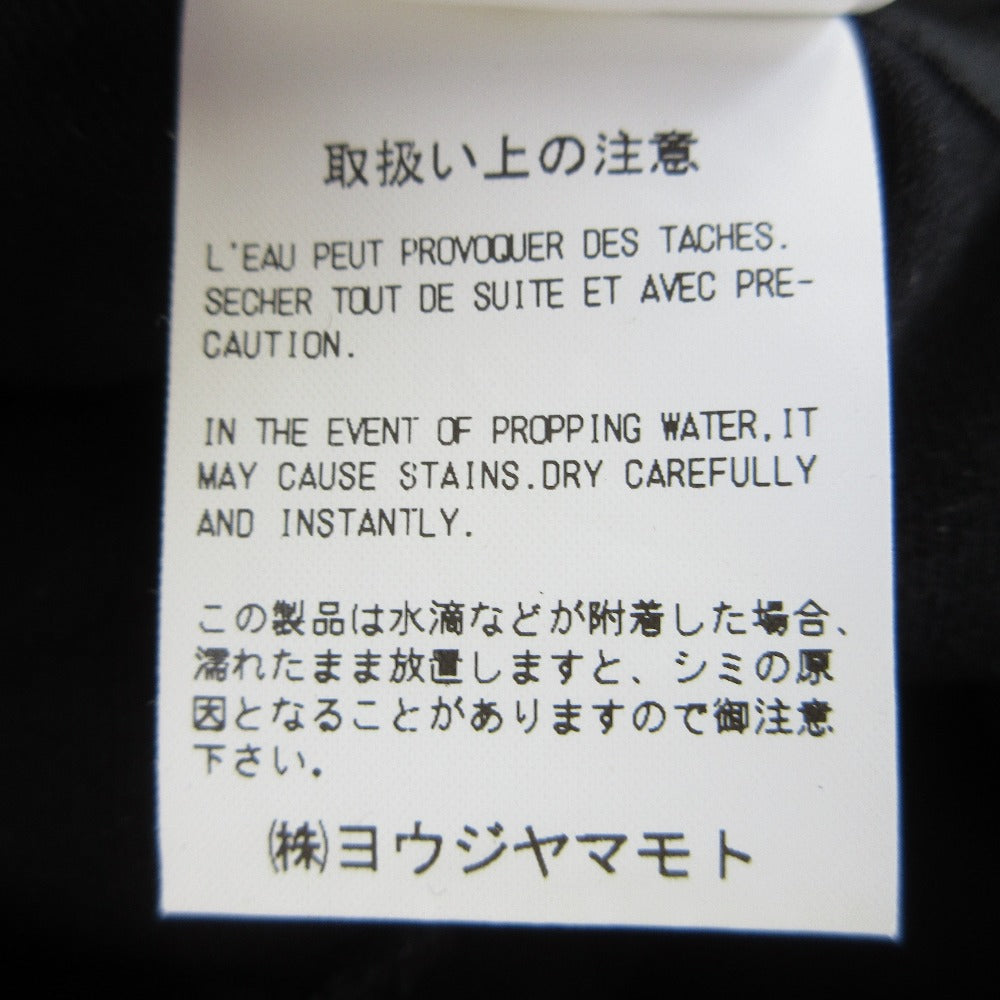 取扱い上の注意
L'EAU PEUT PROVOQUER DES TACHES.
SECHER TOUT DE SUITE ET AVEC PRE-
CAUTION.
IN THE EVENT OF PROPPING WATER,IT
MAY CAUSE STAINS.DRY CAREFULLY
AND INSTANTLY.
この製品は水滴などが附着した場合、
濡れたまま放置しますと、シミの原
因となることがありますので御注意
下さい。
㈱ヨウジヤマモト